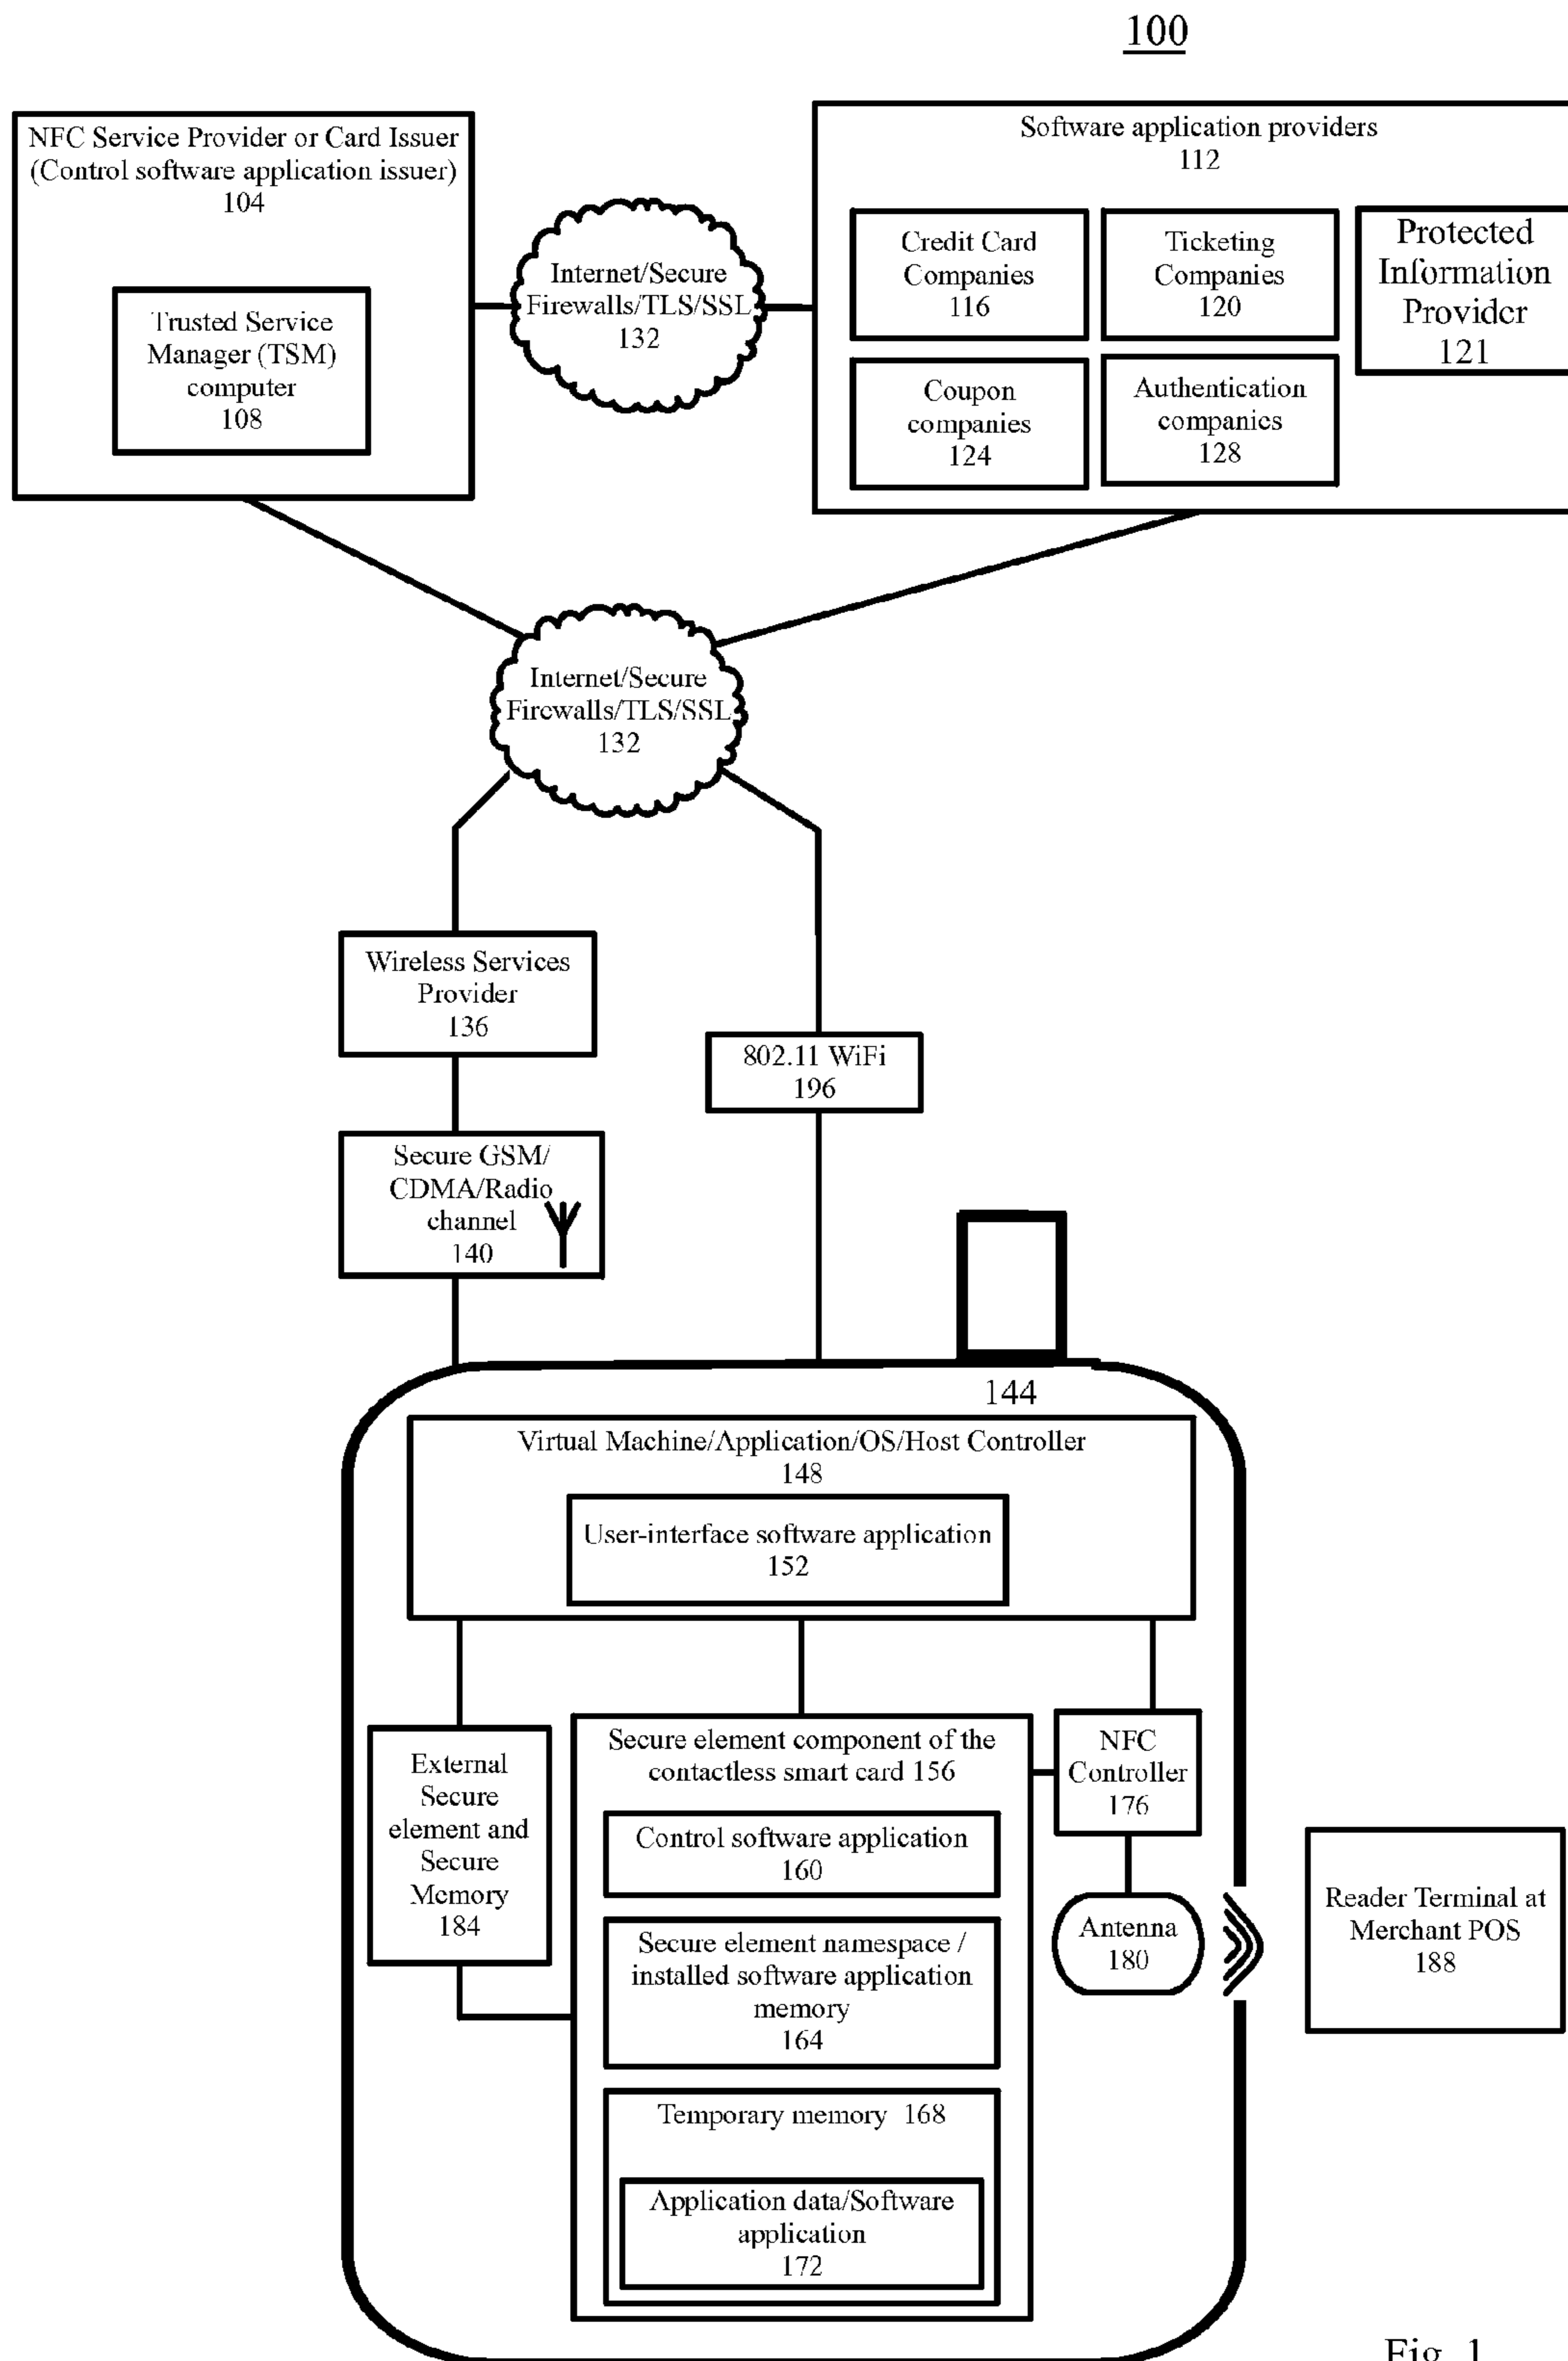 100
NFC Service Provider or Card Issuer
(Control software application issuer)
104
Trusted Service
Manager (TSM)
computer
108
Internet/Secure
Firewalls/TLS/SSL
132
Software application providers
112
Credit Card
Companies
116
Ticketing
Companies
120
Protected
Information
Provider
121
Coupon
companies
124
Authentication
companies
128
Internet/Secure
Firewalls/TLS/SSL
132
Wireless Services
Provider
136
802.11 WiFi
196
Secure GSM/
CDMA/Radio
channel
140
144
Virtual Machine/Application/OS/Host Controller
148
User-interface software application
152
External
Secure
element and
Secure
Memory
184
Secure element component of the
contactless smart card 156
Control software application
160
Secure element namespace /
installed software application
memory
164
Temporary memory 168
Application data/Software
application
172
NFC
Controller
176
Antenna
180
Reader Terminal at
Merchant POS
188
Fig. 1